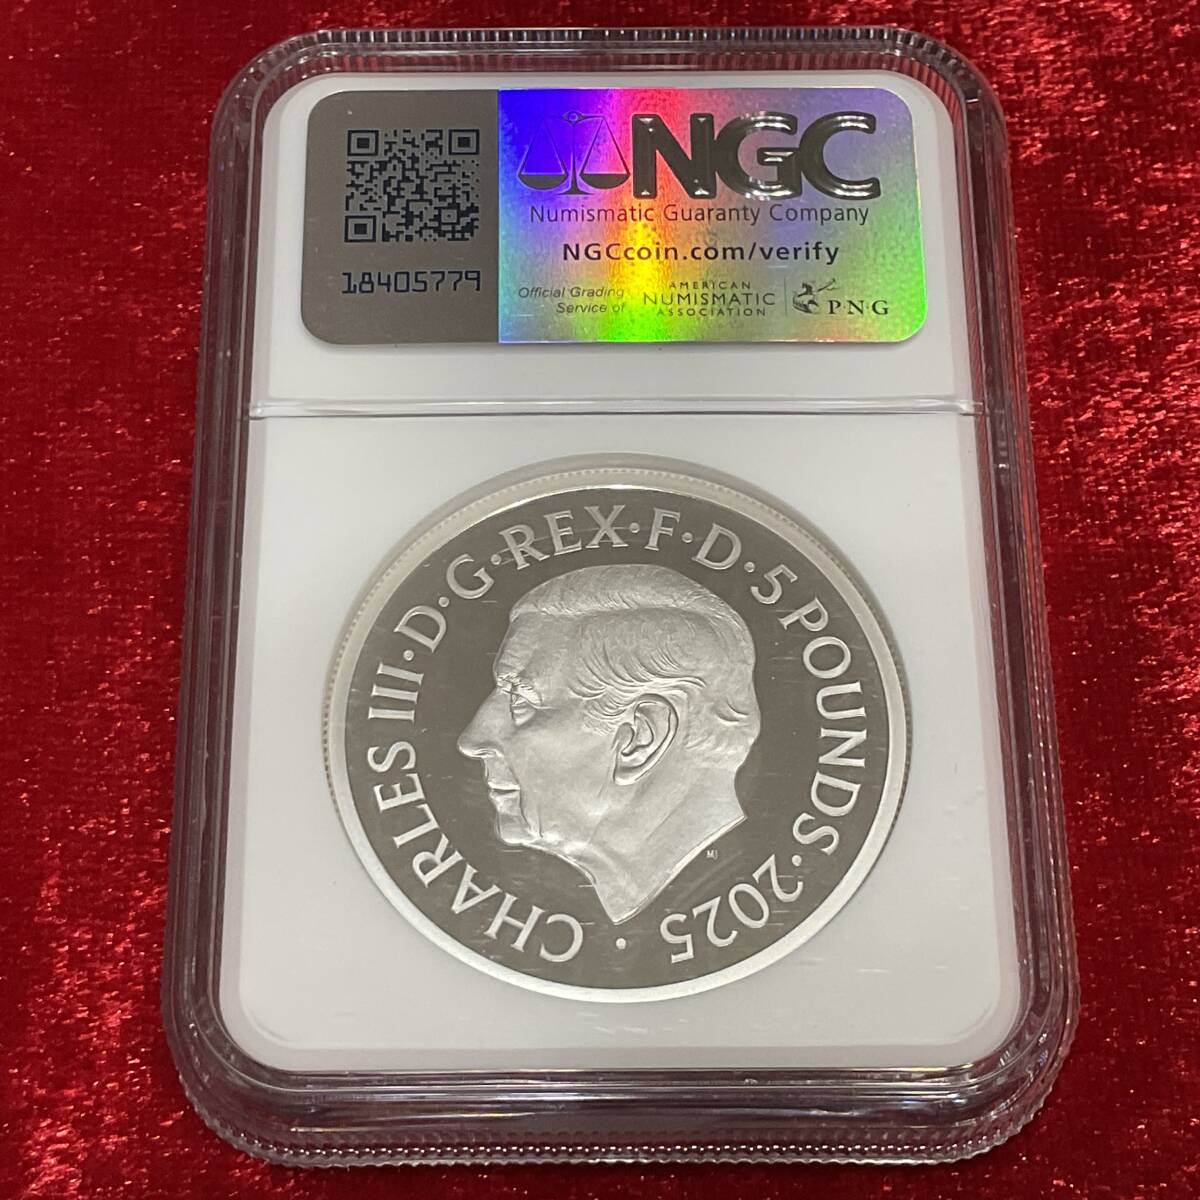 NGC
Numismatic Guaranty Company
NGCcoin.com/verify
18405779
Official Grading
Service of
AMERICAN
NUMISMATIC
ASSOCIATION
P·N·G
CHARLES III·D·G·REX·F·D·5 POUNDS·2025·
MJ